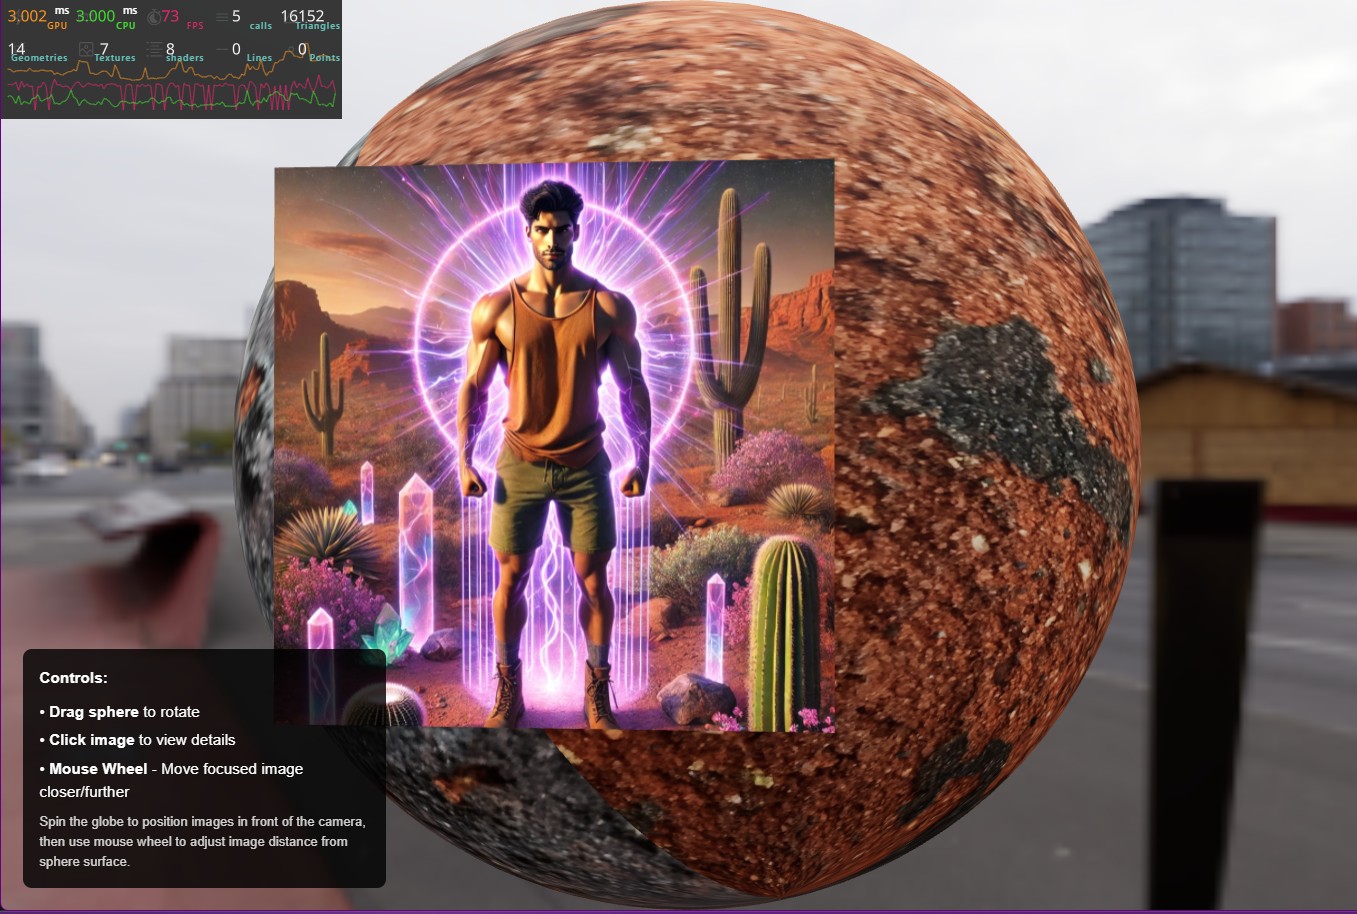 3,002 ms GPU 3.000 ms CPU 73 FPS 5 calls 16152 Triangles
14 Geometries 7 Textures 8 shaders 0 Lines 0 Points
Controls:
• Drag sphere to rotate
• Click image to view details
• Mouse Wheel - Move focused image
closer/further
Spin the globe to position images in front of the camera,
then use mouse wheel to adjust image distance from
sphere surface.